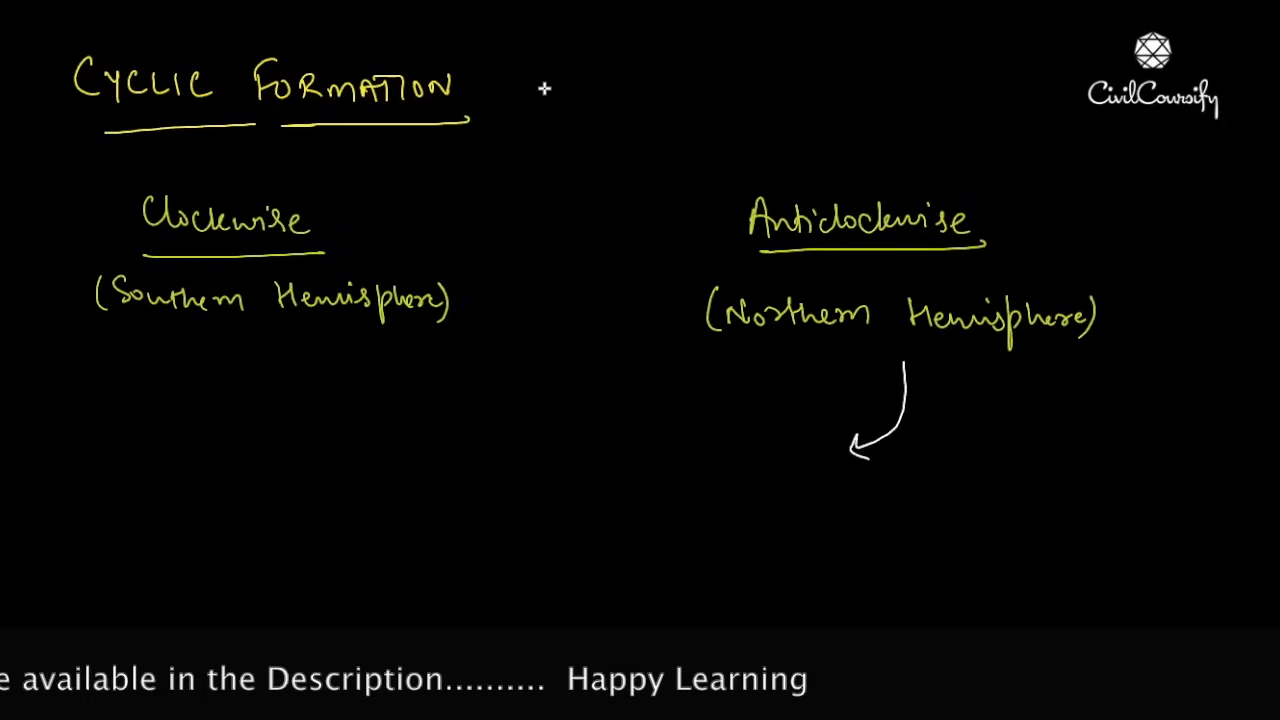 CYCLIC FORMATION
CivilCoursify
Clockwise
Anticlockwise
(Southern Hemisphere)
(Northern Hemisphere)
e available in the Description.......... Happy Learning